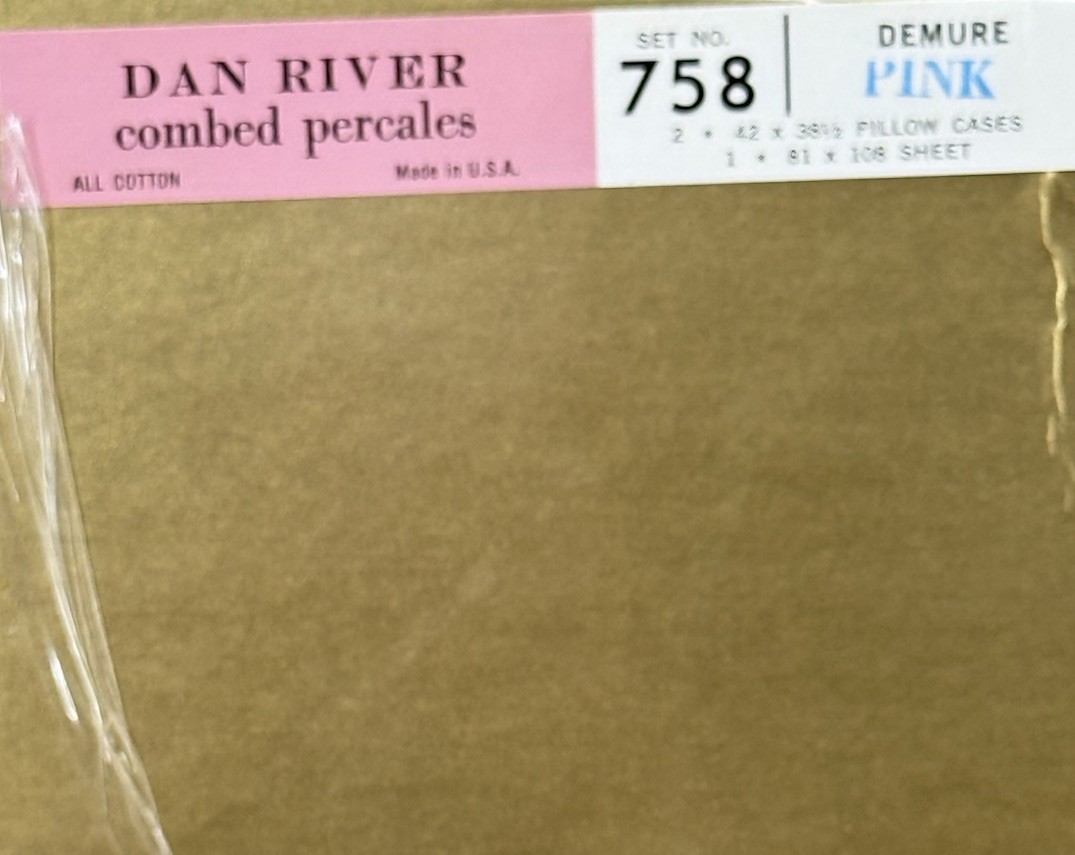 DAN RIVER
combed percales
ALL COTTON
Made in U.S.A.
SET NO.
758
DEMURE
PINK
2 • 42 x 38½ PILLOW CASES
1 • 81 x 108 SHEET